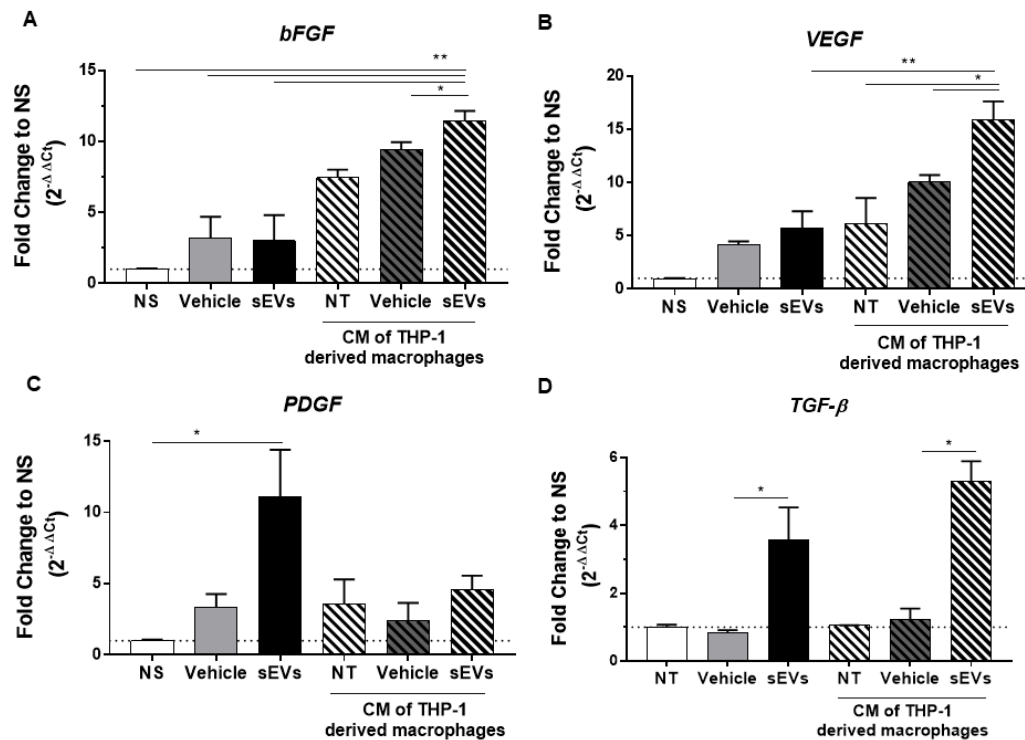 A
bFGF
Fold Change to NS
(2-Δ ΔCt)
15
10
5
0
**
*
NS Vehicle sEVs NT Vehicle sEVs
CM of THP-1
derived macrophages
B
VEGF
Fold Change to NS
(2-Δ ΔCt)
20
15
10
5
0
**
*
NS Vehicle sEVs NT Vehicle sEVs
CM of THP-1
derived macrophages
C
PDGF
Fold Change to NS
(2-Δ ΔCt)
15
10
5
0
*
NS Vehicle sEVs NT Vehicle sEVs
CM of THP-1
derived macrophages
D
TGF-β
Fold Change to NS
(2-Δ ΔCt)
6
4
2
0
*
*
NT Vehicle sEVs NT Vehicle sEVs
CM of THP-1
derived macrophages